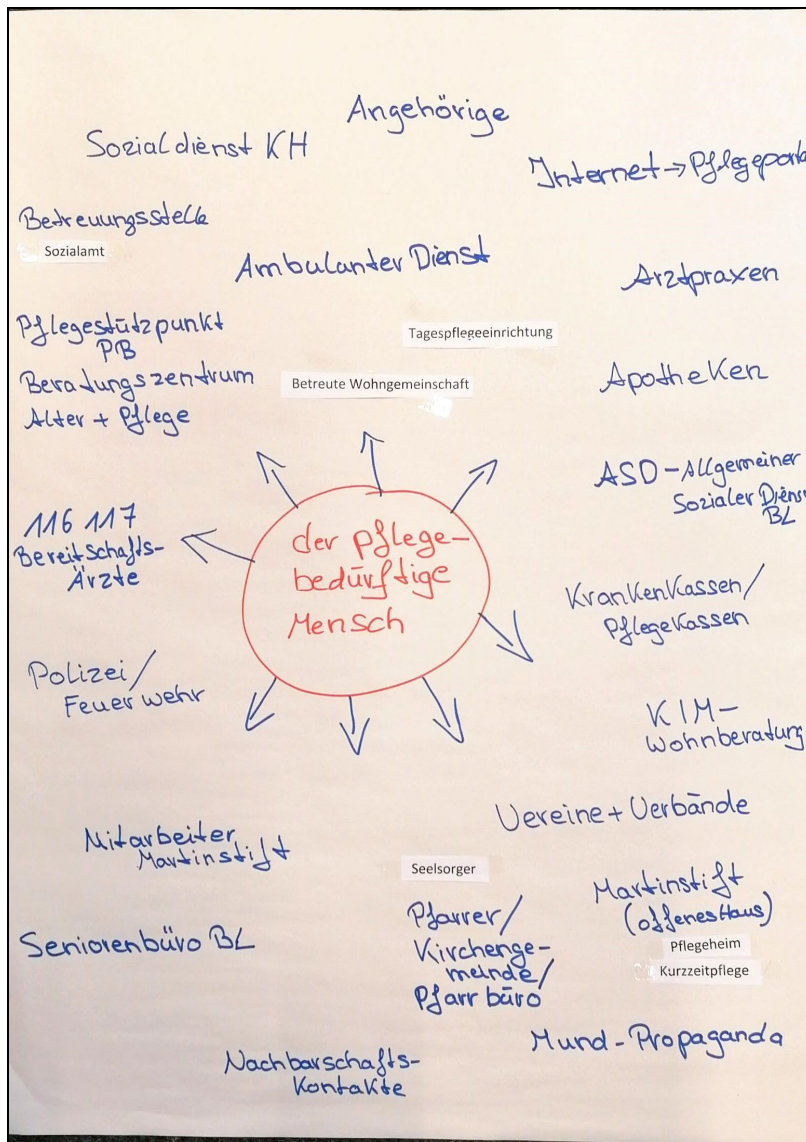 Angehörige
Sozialdienst KH
Internet → Pflegeporta
Betreuungsstelle
Sozialamt
Ambulanter Dienst
Arztpraxen
Pflegestützpunkt
PB
Beratungszentrum
Alter + Pflege
Tagespflegeeinrichtung
Betreute Wohngemeinschaft
Apotheken
ASD - Allgemeiner
Sozialer Diens
BL
116 117
Bereitschafts-
Ärzte
der pflege-
bedürftige
Mensch
Krankenkassen/
Pflegekassen
Polizei/
Feuerwehr
KIM-
Wohnberatung
Vereine + Verbände
Mitarbeiter
Martinstift
Seelsorger
Pfarrer/
Kirchenge-
meinde/
Pfarrbüro
Martinstift
(offenes Haus)
Pflegeheim
Kurzzeitpflege
Seniorenbüro BL
Mund-Propaganda
Nachbarschafts-
Kontakte